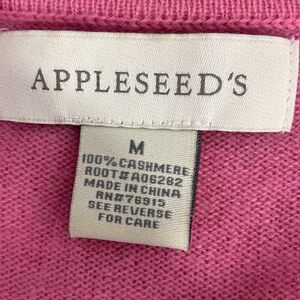 APPLESEED'S
M
100% CASHMERE
ROOT# A06282
MADE IN CHINA
RN# 76915
SEE REVERSE
FOR CARE